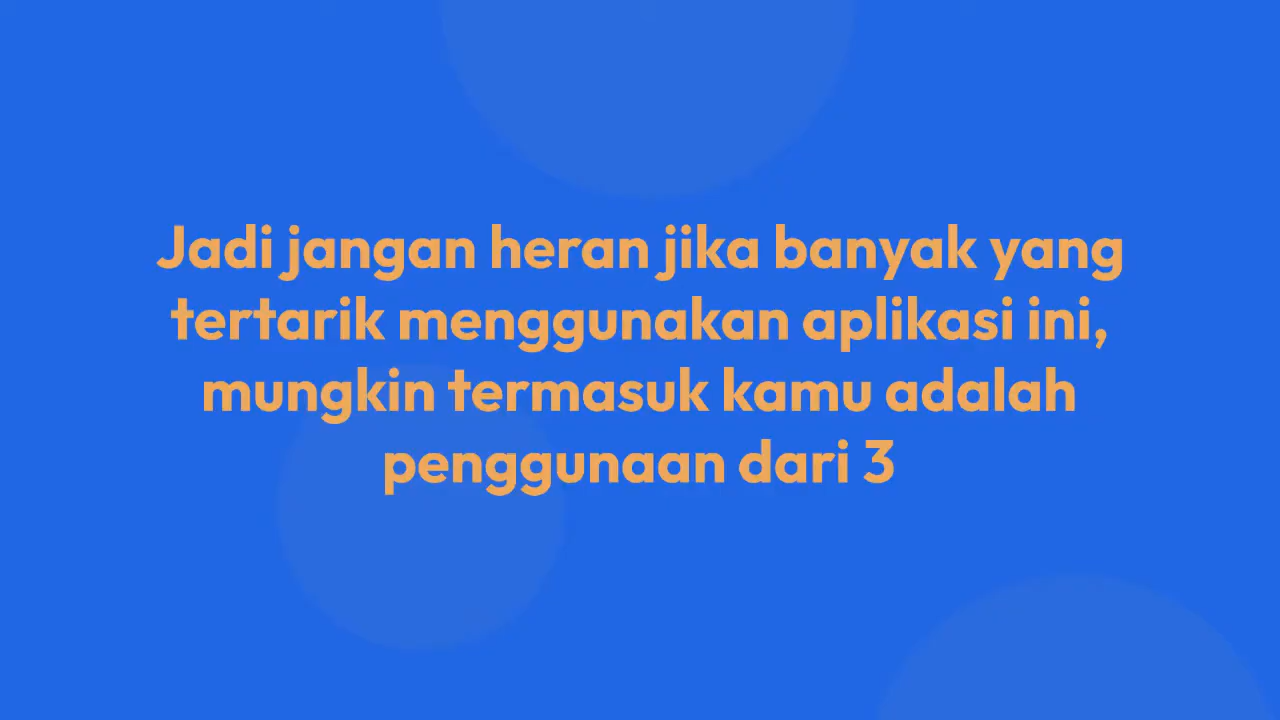 Jadi jangan heran jika banyak yang
tertarik menggunakan aplikasi ini,
mungkin termasuk kamu adalah
penggunaan dari 3